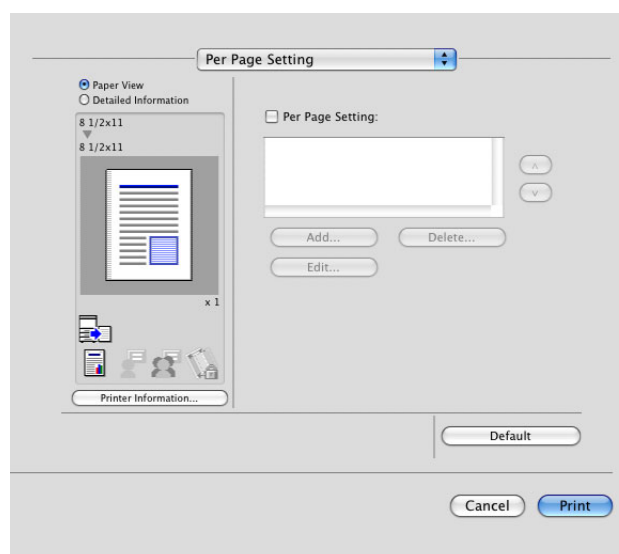 Per Page Setting
Paper View
Detailed Information
8 1/2x11
8 1/2x11
x 1
Printer Information...
Per Page Setting:
Add...
Delete...
Edit...
Default
Cancel
Print